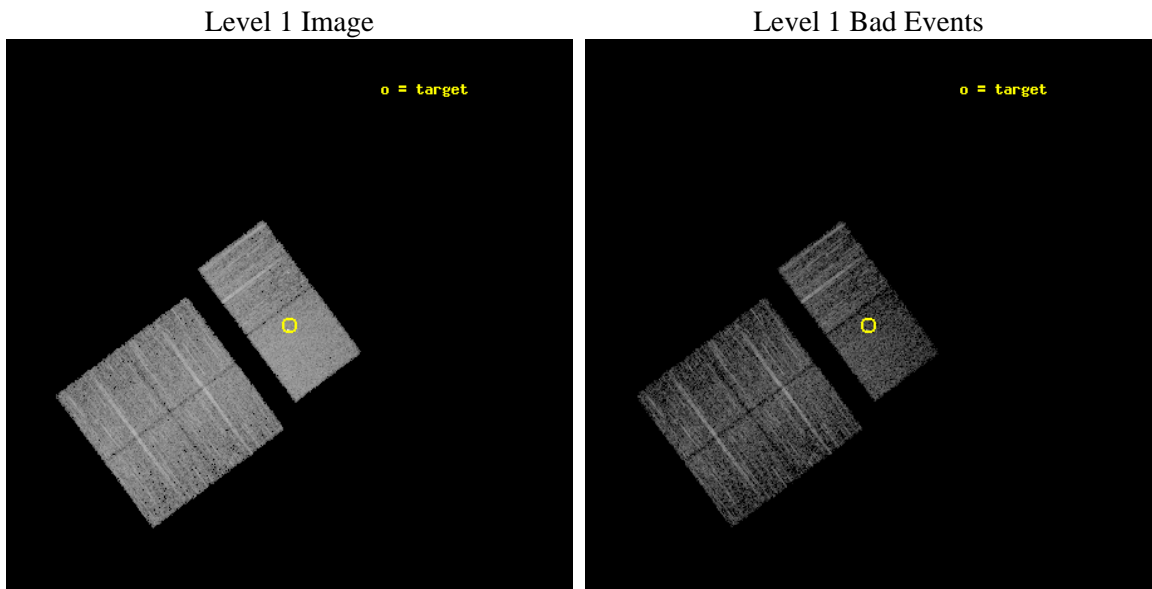 Level 1 Image
Level 1 Bad Events
o = target
o = target